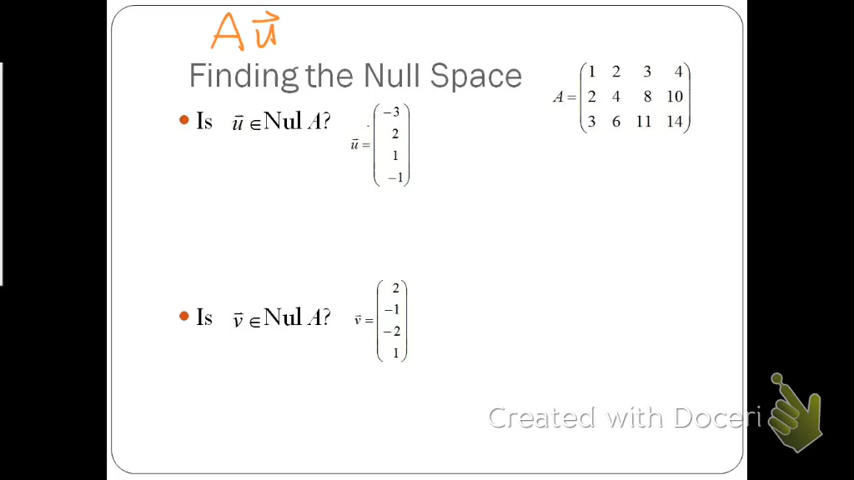 A u⃗
Finding the Null Space
A = ( 1 2 3 4
2 4 8 10
3 6 11 14 )
• Is u⃗ ∈ Nul A? u⃗ = ( −3
2
1
−1 )
• Is v⃗ ∈ Nul A? v⃗ = ( 2
−1
−2
1 )
Created with Doceri